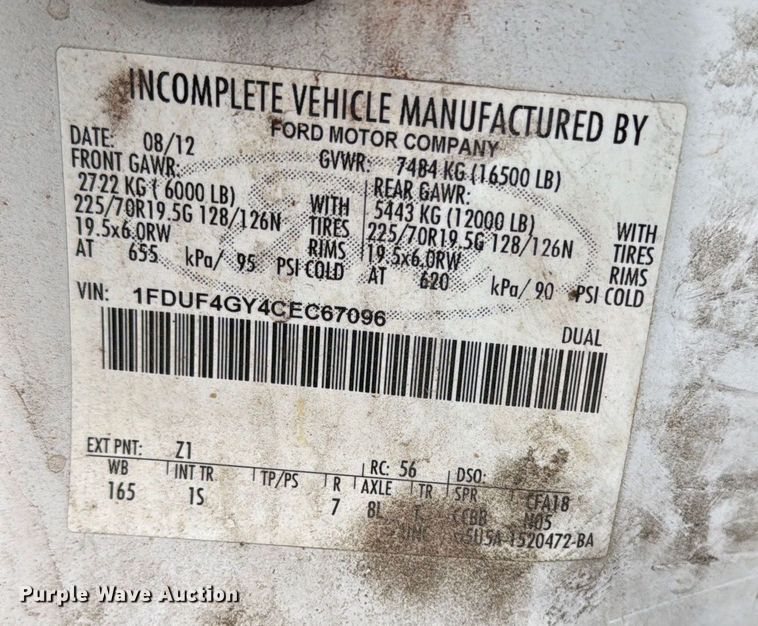 INCOMPLETE VEHICLE MANUFACTURED BY
FORD MOTOR COMPANY
DATE: 08/12 GVWR: 7484 KG (16500 LB)
FRONT GAWR: REAR GAWR:
2722 KG ( 6000 LB) WITH 5443 KG (12000 LB) WITH
225/70R19.5G 128/126N TIRES 225/70R19.5G 128/126N TIRES
19.5x6.0RW RIMS 19.5x6.0RW RIMS
AT 655 kPa/ 95 PSI COLD AT 620 kPa/ 90 PSI COLD
VIN: 1FDUF4GY4CEC67096
DUAL
EXT PNT: Z1 RC: 56 DSO:
WB INT TR TP/PS R AXLE TR SPR CFA18
165 1S 7 8L T CCBB N05
5U5A-1520472-BA
Purple Wave Auction